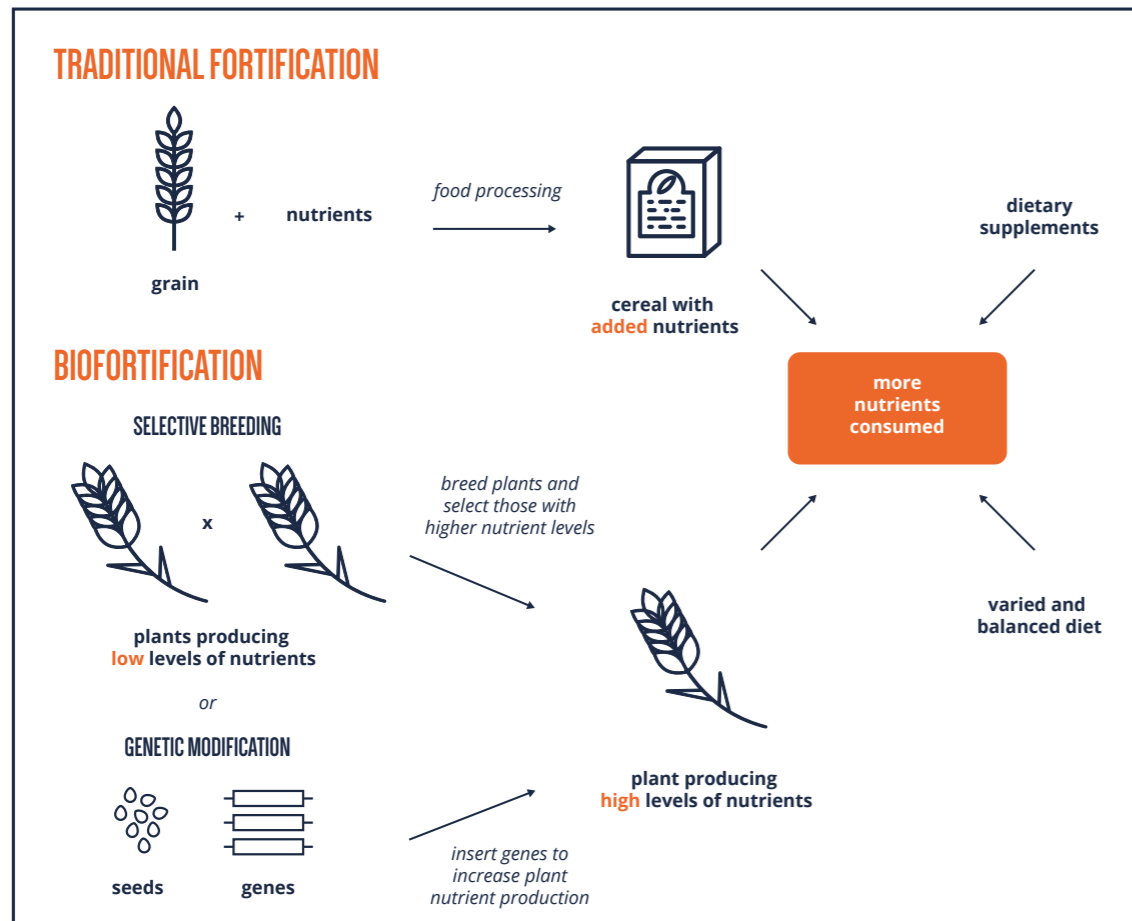 TRADITIONAL FORTIFICATION
grain
+
nutrients
food processing
cereal with
added nutrients
dietary
supplements
more
nutrients
consumed
varied and
balanced diet
BIOFORTIFICATION
SELECTIVE BREEDING
x
plants producing
low levels of nutrients
breed plants and
select those with
higher nutrient levels
or
GENETIC MODIFICATION
seeds
genes
insert genes to
increase plant
nutrient production
plant producing
high levels of nutrients